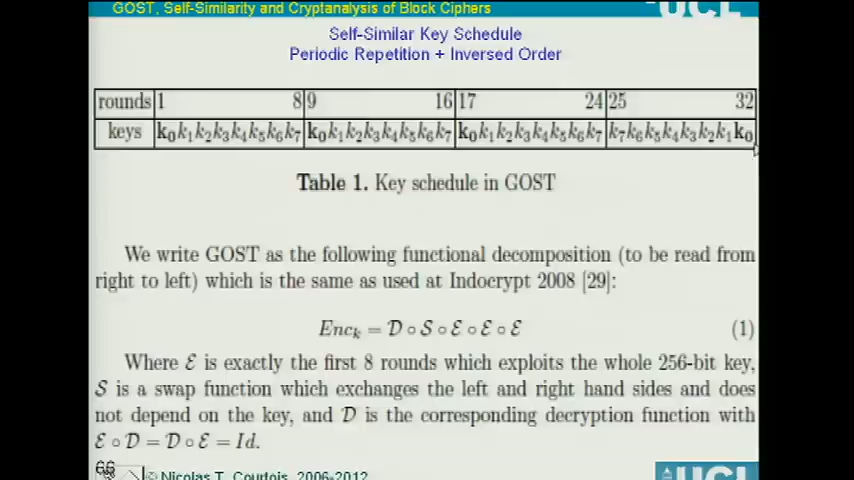 GOST, Self-Similarity and Cryptanalysis of Block Ciphers
UCL
Self-Similar Key Schedule
Periodic Repetition + Inversed Order
rounds 1 8 9 16 17 24 25 32
keys k0k1k2k3k4k5k6k7 k0k1k2k3k4k5k6k7 k0k1k2k3k4k5k6k7 k7k6k5k4k3k2k1k0
Table 1. Key schedule in GOST
We write GOST as the following functional decomposition (to be read from
right to left) which is the same as used at Indocrypt 2008 [29]:
Enck = D ∘ S ∘ E ∘ E ∘ E (1)
Where E is exactly the first 8 rounds which exploits the whole 256-bit key,
S is a swap function which exchanges the left and right hand sides and does
not depend on the key, and D is the corresponding decryption function with
E ∘ D = D ∘ E = Id.
66
© Nicolas T. Courtois, 2006-2012
UCL